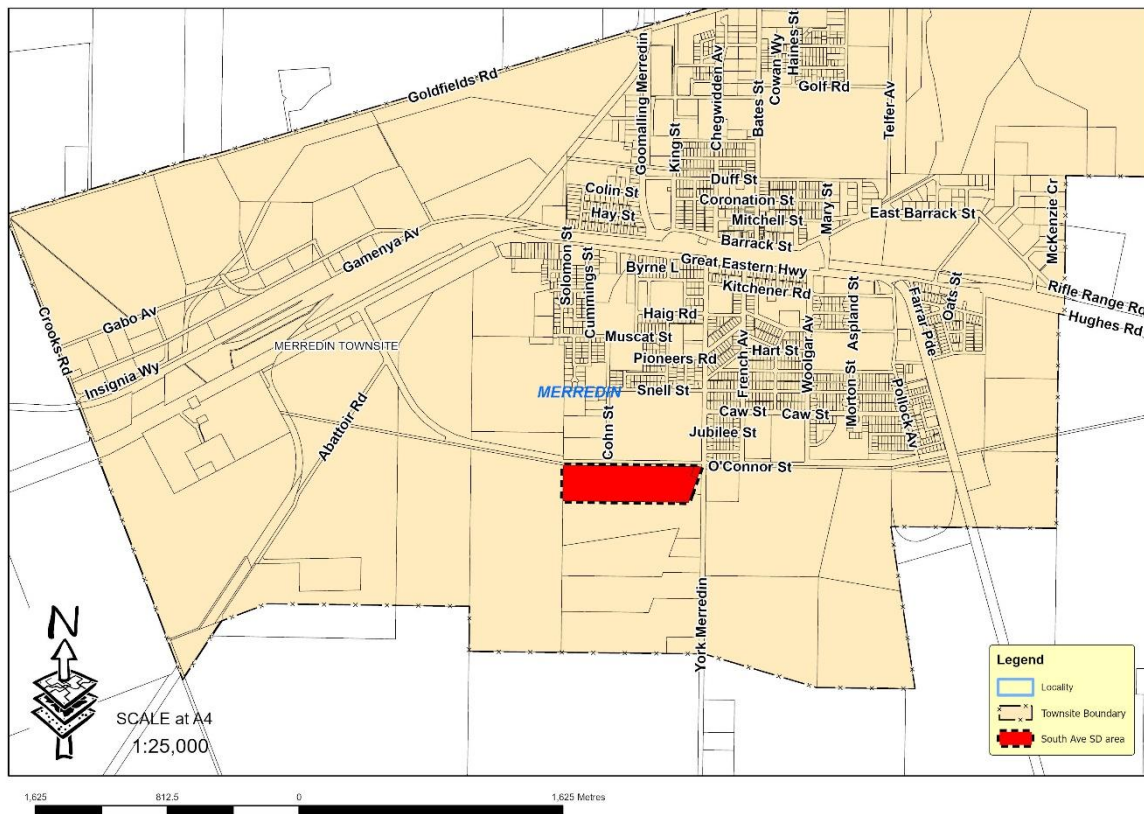 Goldfields Rd
Goomalling Merredin
King St
Chegwidden Av
Bates St
Cowan Wy
Haines St
Golf Rd
Telfer Av
Duff St
Colin St
Coronation St
Hay St
Mitchell St
Mary St
East Barrack St
McKenzie Cr
Barrack St
Gamenya Av
Solomon St
Cummings St
Byrne L
Great Eastern Hwy
Kitchener Rd
Aspland St
Farrar Pde
Oats St
Rifle Range Rd
Hughes Rd
Crooks Rd
Gabo Av
Haig Rd
Muscat St
MERREDIN TOWNSITE
Pioneers Rd
French Av
Hart St
Woolgar Av
Insignia Wy
MERREDIN
Snell St
Morton St
Pollock Av
Abattoir Rd
Cohn St
Caw St
Caw St
Jubilee St
O'Connor St
York Merredin
N
SCALE at A4
1:25,000
Legend
Locality
Townsite Boundary
South Ave SD area
1,625 812.5 0 1,625 Metres